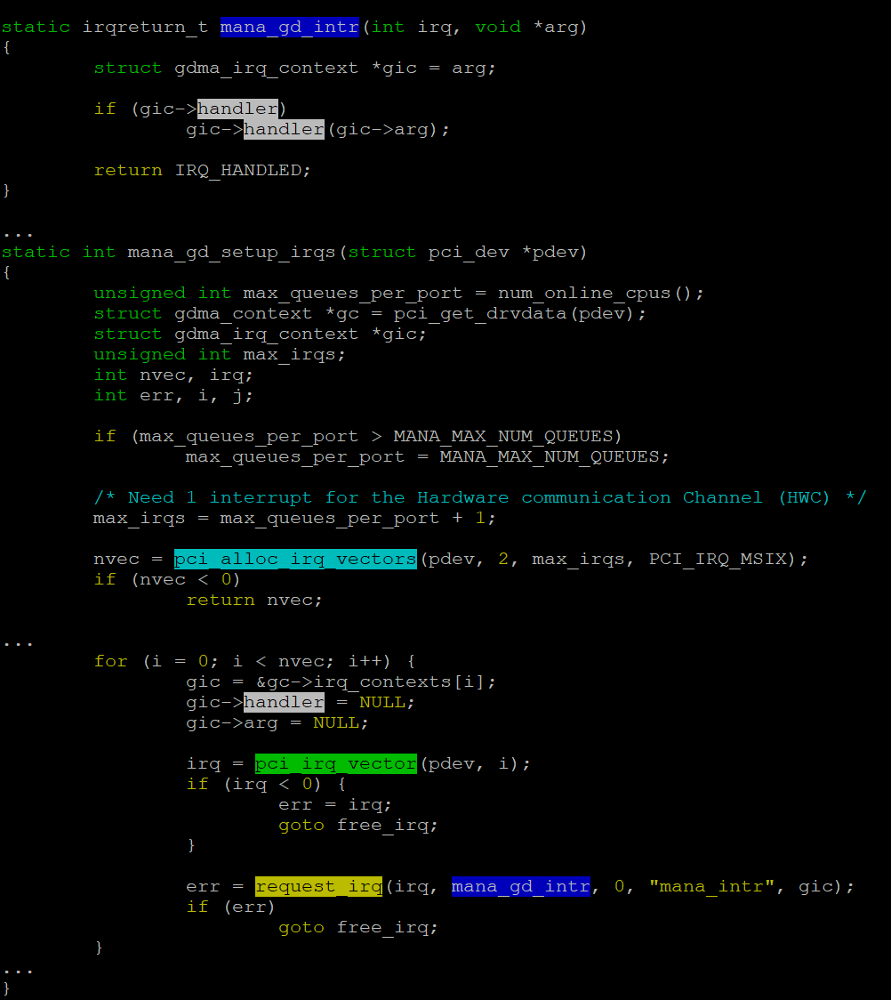 static irqreturn_t mana_gd_intr(int irq, void *arg)
{
        struct gdma_irq_context *gic = arg;

        if (gic->handler)
                gic->handler(gic->arg);

        return IRQ_HANDLED;
}

...
static int mana_gd_setup_irqs(struct pci_dev *pdev)
{
        unsigned int max_queues_per_port = num_online_cpus();
        struct gdma_context *gc = pci_get_drvdata(pdev);
        struct gdma_irq_context *gic;
        unsigned int max_irqs;
        int nvec, irq;
        int err, i, j;

        if (max_queues_per_port > MANA_MAX_NUM_QUEUES)
                max_queues_per_port = MANA_MAX_NUM_QUEUES;

        /* Need 1 interrupt for the Hardware communication Channel (HWC) */
        max_irqs = max_queues_per_port + 1;

        nvec = pci_alloc_irq_vectors(pdev, 2, max_irqs, PCI_IRQ_MSIX);
        if (nvec < 0)
                return nvec;

...
        for (i = 0; i < nvec; i++) {
                gic = &gc->irq_contexts[i];
                gic->handler = NULL;
                gic->arg = NULL;

                irq = pci_irq_vector(pdev, i);
                if (irq < 0) {
                        err = irq;
                        goto free_irq;
                }

                err = request_irq(irq, mana_gd_intr, 0, "mana_intr", gic);
                if (err)
                        goto free_irq;
        }
...
}